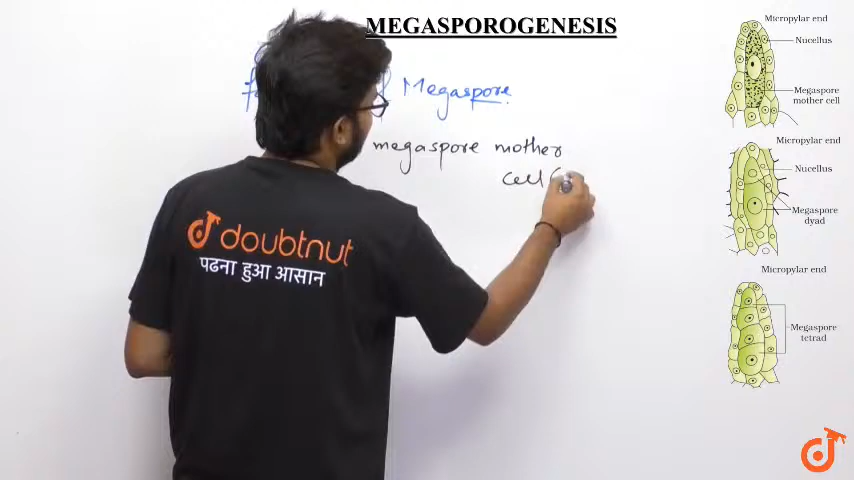 MEGASPOROGENESIS
f
f Megaspore
megaspore mother
cell (
doubtnut
पढना हुआ आसान
Micropylar end
Nucellus
Megaspore
mother cell
Micropylar end
Nucellus
Megaspore
dyad
Micropylar end
Megaspore
tetrad